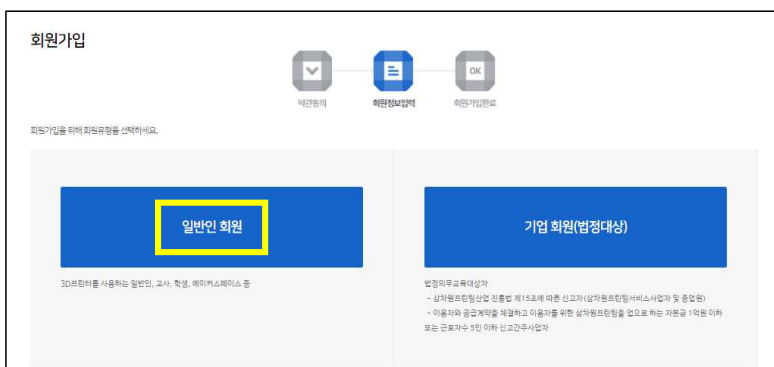 회원가입
OK
약관동의
회원정보입력
회원가입완료
회원가입을 위해 회원유형을 선택하세요.
일반인 회원
기업 회원(법정대상)
3D프린터를 사용하는 일반인, 교사, 학생, 메이커스페이스 등
법정의무교육대상자
- 삼차원프린팅산업 진흥법 제15조에 따른 신고자(삼차원프린팅서비스사업자 및 종업원)
- 이용자와 공급계약을 체결하고 이용자를 위한 삼차원프린팅을 업으로 하는 자본금 1억원 이하
또는 근로자수 5인 이하 신고간주사업자